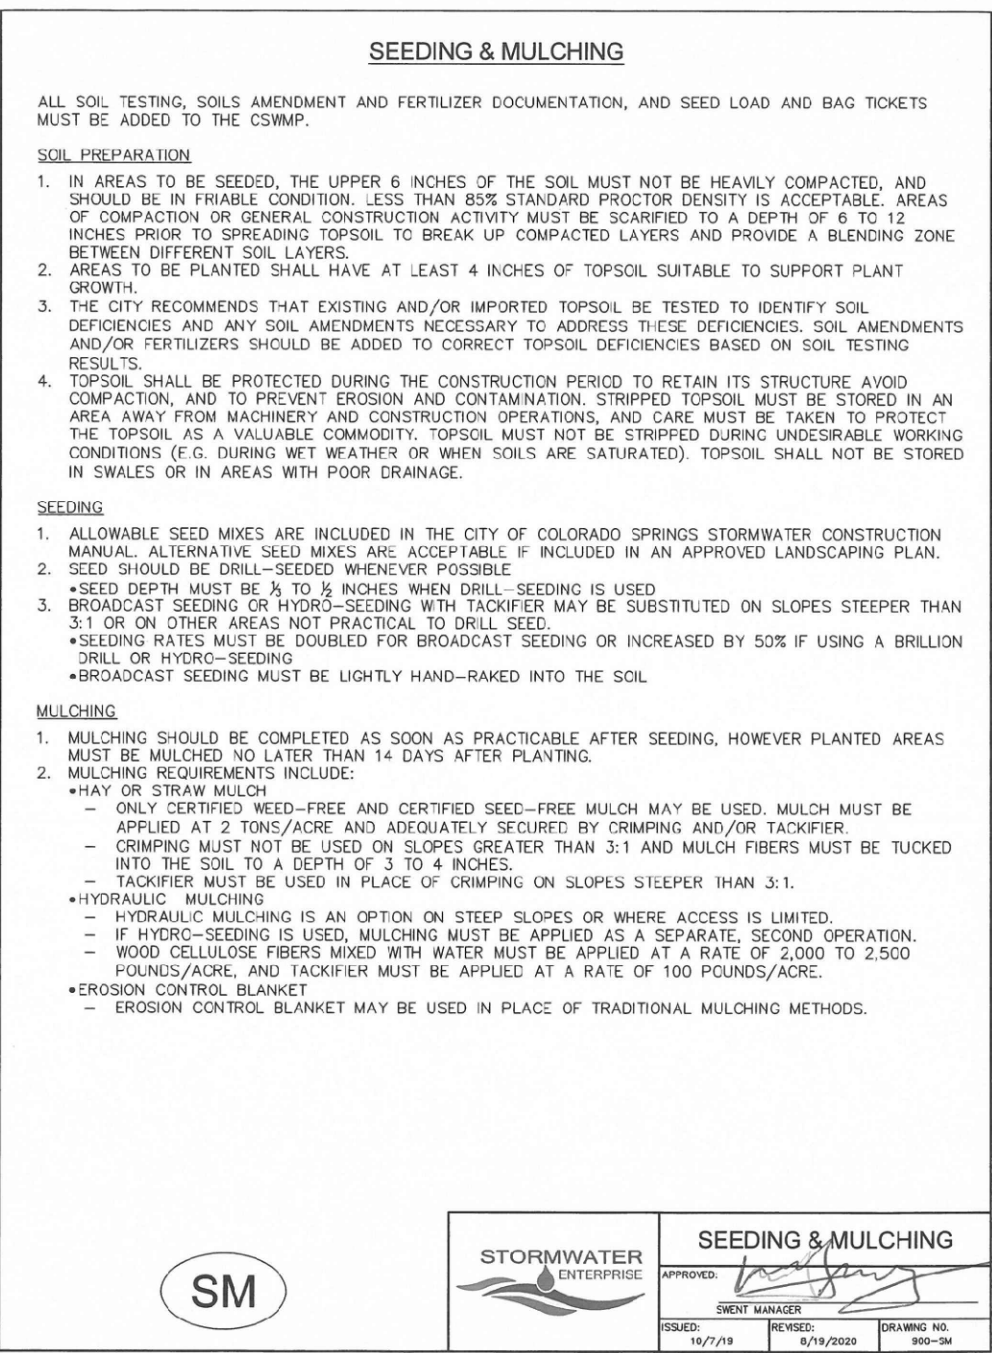 SEEDING & MULCHING
ALL SOIL TESTING, SOILS AMENDMENT AND FERTILIZER DOCUMENTATION, AND SEED LOAD AND BAG TICKETS
MUST BE ADDED TO THE CSWMP.
SOIL PREPARATION
1. IN AREAS TO BE SEEDED, THE UPPER 6 INCHES OF THE SOIL MUST NOT BE HEAVILY COMPACTED, AND
SHOULD BE IN FRIABLE CONDITION. LESS THAN 85% STANDARD PROCTOR DENSITY IS ACCEPTABLE. AREAS
OF COMPACTION OR GENERAL CONSTRUCTION ACTIVITY MUST BE SCARIFIED TO A DEPTH OF 6 TO 12
INCHES PRIOR TO SPREADING TOPSOIL TO BREAK UP COMPACTED LAYERS AND PROVIDE A BLENDING ZONE
BETWEEN DIFFERENT SOIL LAYERS.
2. AREAS TO BE PLANTED SHALL HAVE AT LEAST 4 INCHES OF TOPSOIL SUITABLE TO SUPPORT PLANT
GROWTH.
3. THE CITY RECOMMENDS THAT EXISTING AND/OR IMPORTED TOPSOIL BE TESTED TO IDENTIFY SOIL
DEFICIENCIES AND ANY SOIL AMENDMENTS NECESSARY TO ADDRESS THESE DEFICIENCIES. SOIL AMENDMENTS
AND/OR FERTILIZERS SHOULD BE ADDED TO CORRECT TOPSOIL DEFICIENCIES BASED ON SOIL TESTING
RESULTS.
4. TOPSOIL SHALL BE PROTECTED DURING THE CONSTRUCTION PERIOD TO RETAIN ITS STRUCTURE AVOID
COMPACTION, AND TO PREVENT EROSION AND CONTAMINATION. STRIPPED TOPSOIL MUST BE STORED IN AN
AREA AWAY FROM MACHINERY AND CONSTRUCTION OPERATIONS, AND CARE MUST BE TAKEN TO PROTECT
THE TOPSOIL AS A VALUABLE COMMODITY. TOPSOIL MUST NOT BE STRIPPED DURING UNDESIRABLE WORKING
CONDITIONS (E.G. DURING WET WEATHER OR WHEN SOILS ARE SATURATED). TOPSOIL SHALL NOT BE STORED
IN SWALES OR IN AREAS WITH POOR DRAINAGE.
SEEDING
1. ALLOWABLE SEED MIXES ARE INCLUDED IN THE CITY OF COLORADO SPRINGS STORMWATER CONSTRUCTION
MANUAL. ALTERNATIVE SEED MIXES ARE ACCEPTABLE IF INCLUDED IN AN APPROVED LANDSCAPING PLAN.
2. SEED SHOULD BE DRILL–SEEDED WHENEVER POSSIBLE
•SEED DEPTH MUST BE ⅓ TO ½ INCHES WHEN DRILL–SEEDING IS USED
3. BROADCAST SEEDING OR HYDRO–SEEDING WITH TACKIFIER MAY BE SUBSTITUTED ON SLOPES STEEPER THAN
3:1 OR ON OTHER AREAS NOT PRACTICAL TO DRILL SEED.
•SEEDING RATES MUST BE DOUBLED FOR BROADCAST SEEDING OR INCREASED BY 50% IF USING A BRILLION
DRILL OR HYDRO–SEEDING
•BROADCAST SEEDING MUST BE LIGHTLY HAND–RAKED INTO THE SOIL
MULCHING
1. MULCHING SHOULD BE COMPLETED AS SOON AS PRACTICABLE AFTER SEEDING, HOWEVER PLANTED AREAS
MUST BE MULCHED NO LATER THAN 14 DAYS AFTER PLANTING.
2. MULCHING REQUIREMENTS INCLUDE:
•HAY OR STRAW MULCH
– ONLY CERTIFIED WEED–FREE AND CERTIFIED SEED–FREE MULCH MAY BE USED. MULCH MUST BE
APPLIED AT 2 TONS/ACRE AND ADEQUATELY SECURED BY CRIMPING AND/OR TACKIFIER.
– CRIMPING MUST NOT BE USED ON SLOPES GREATER THAN 3:1 AND MULCH FIBERS MUST BE TUCKED
INTO THE SOIL TO A DEPTH OF 3 TO 4 INCHES.
– TACKIFIER MUST BE USED IN PLACE OF CRIMPING ON SLOPES STEEPER THAN 3:1.
•HYDRAULIC MULCHING
– HYDRAULIC MULCHING IS AN OPTION ON STEEP SLOPES OR WHERE ACCESS IS LIMITED.
– IF HYDRO–SEEDING IS USED, MULCHING MUST BE APPLIED AS A SEPARATE, SECOND OPERATION.
– WOOD CELLULOSE FIBERS MIXED WITH WATER MUST BE APPLIED AT A RATE OF 2,000 TO 2,500
POUNDS/ACRE, AND TACKIFIER MUST BE APPLIED AT A RATE OF 100 POUNDS/ACRE.
•EROSION CONTROL BLANKET
– EROSION CONTROL BLANKET MAY BE USED IN PLACE OF TRADITIONAL MULCHING METHODS.
SM
STORMWATER
ENTERPRISE
SEEDING & MULCHING
APPROVED:
SWENT MANAGER
ISSUED:
10/7/19
REVISED:
8/19/2020
DRAWING NO.
900–SM